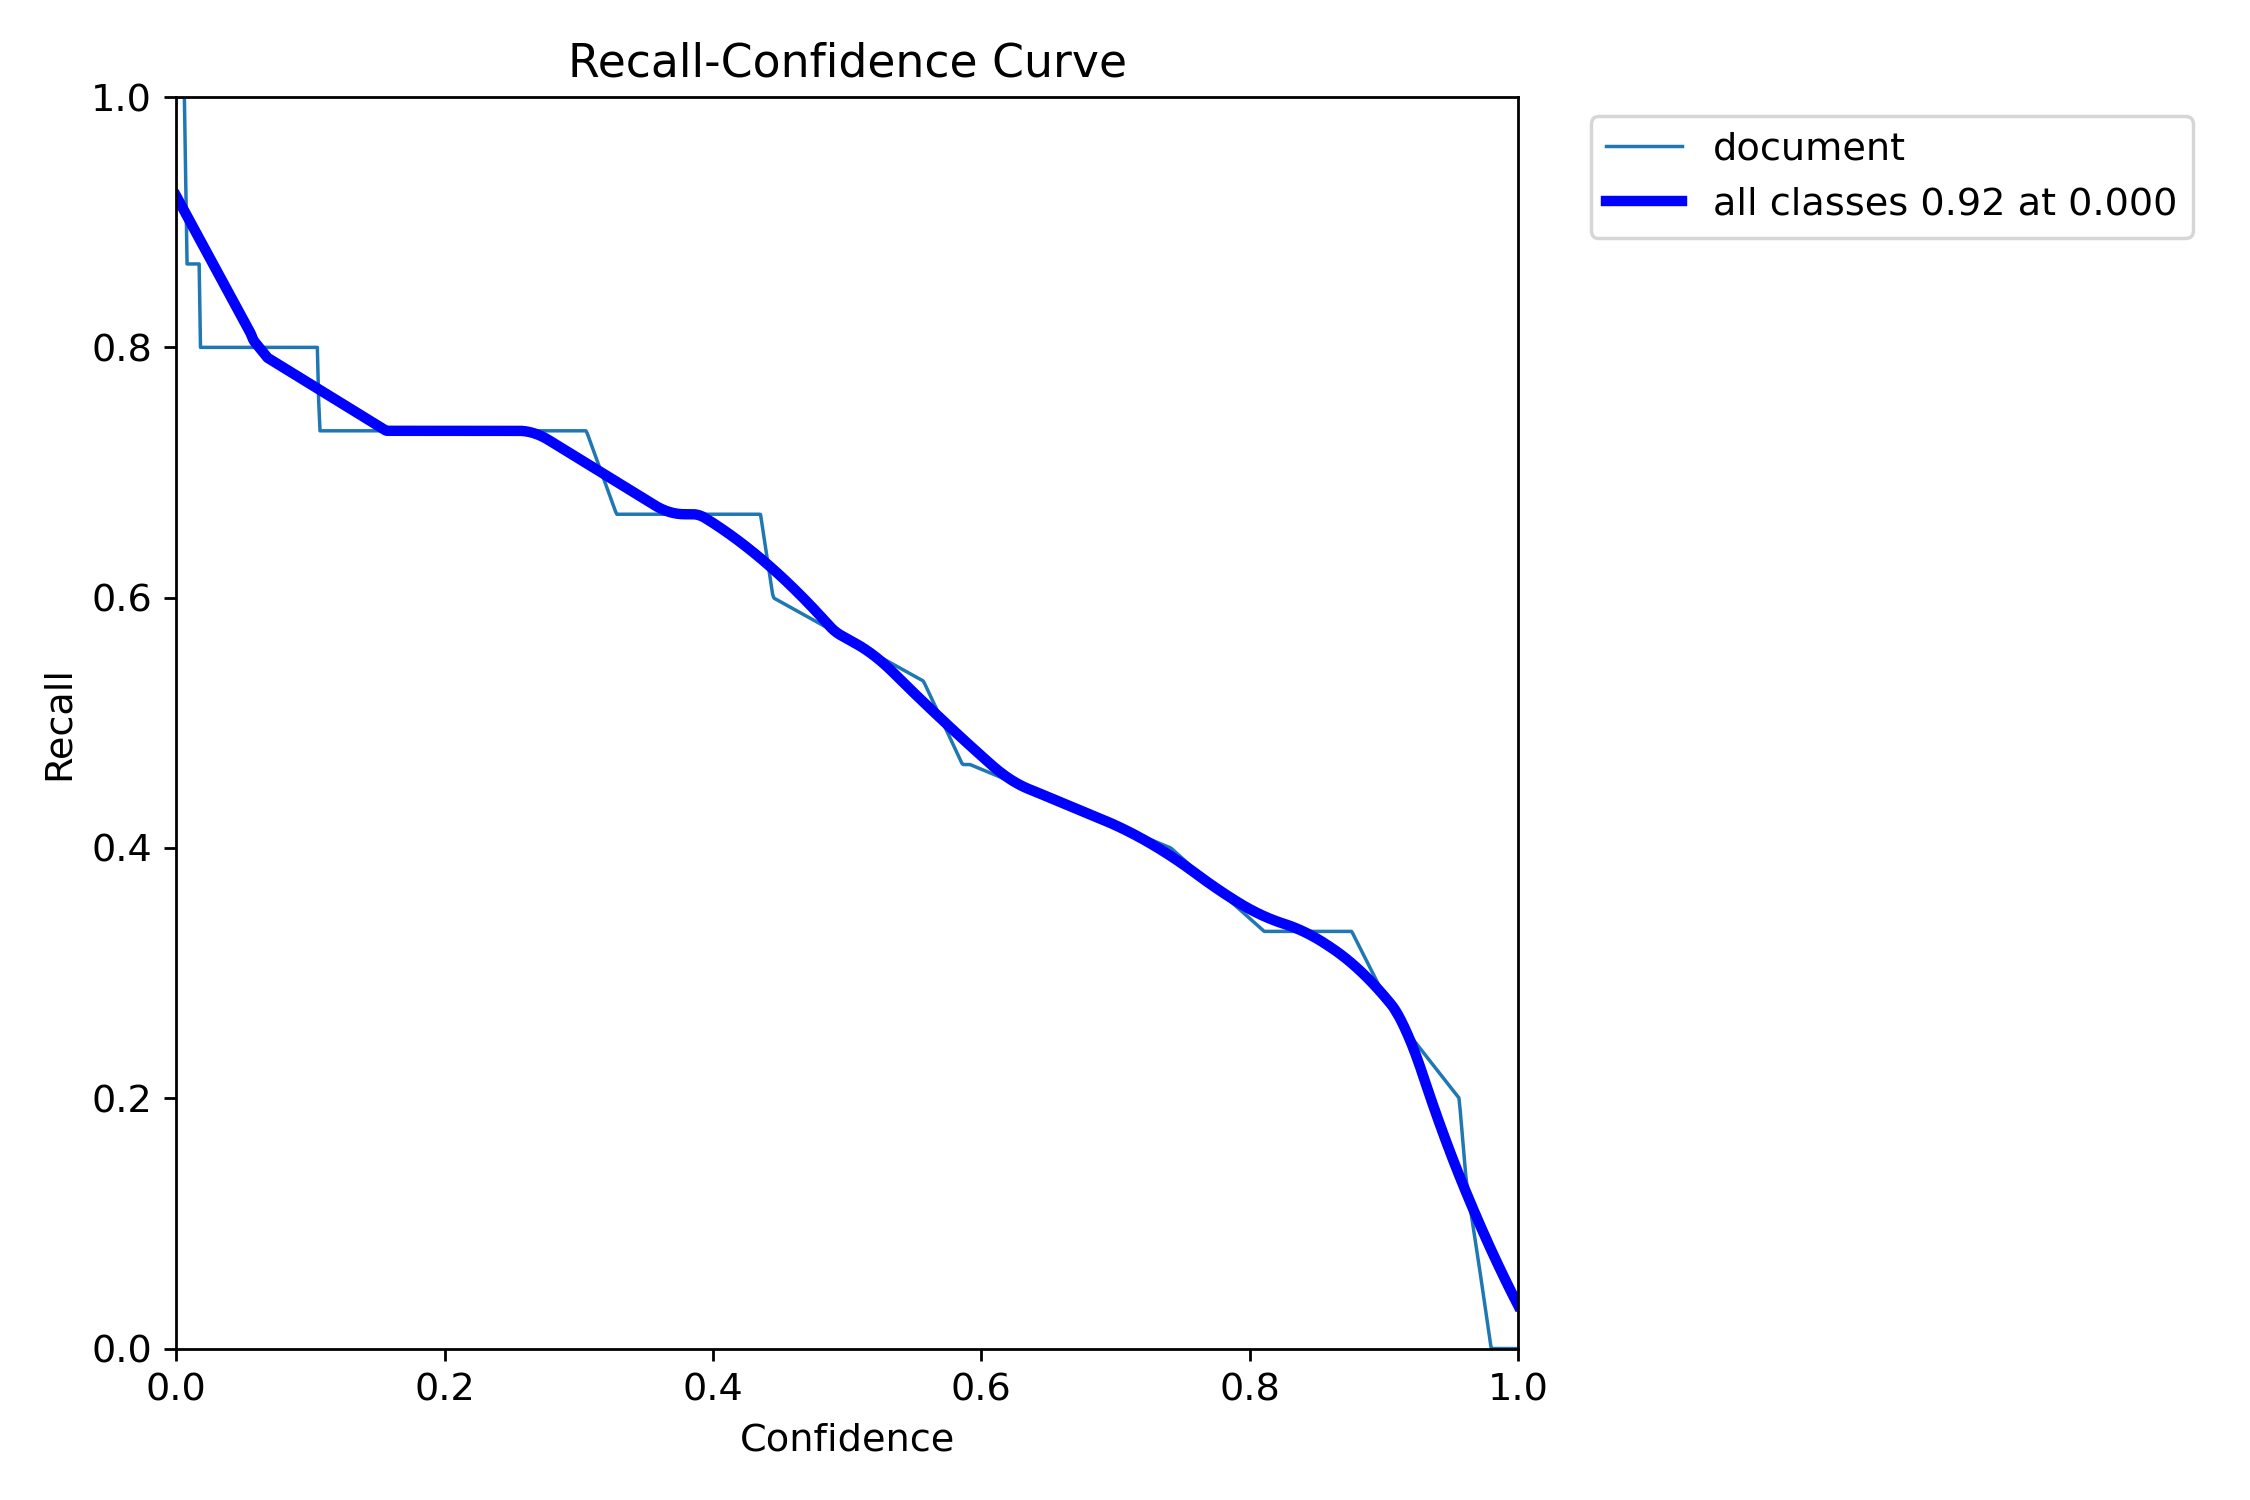 Recall-Confidence Curve
document
all classes 0.92 at 0.000
Recall
1.0
0.8
0.6
0.4
0.2
0.0
0.0 0.2 0.4 0.6 0.8 1.0
Confidence